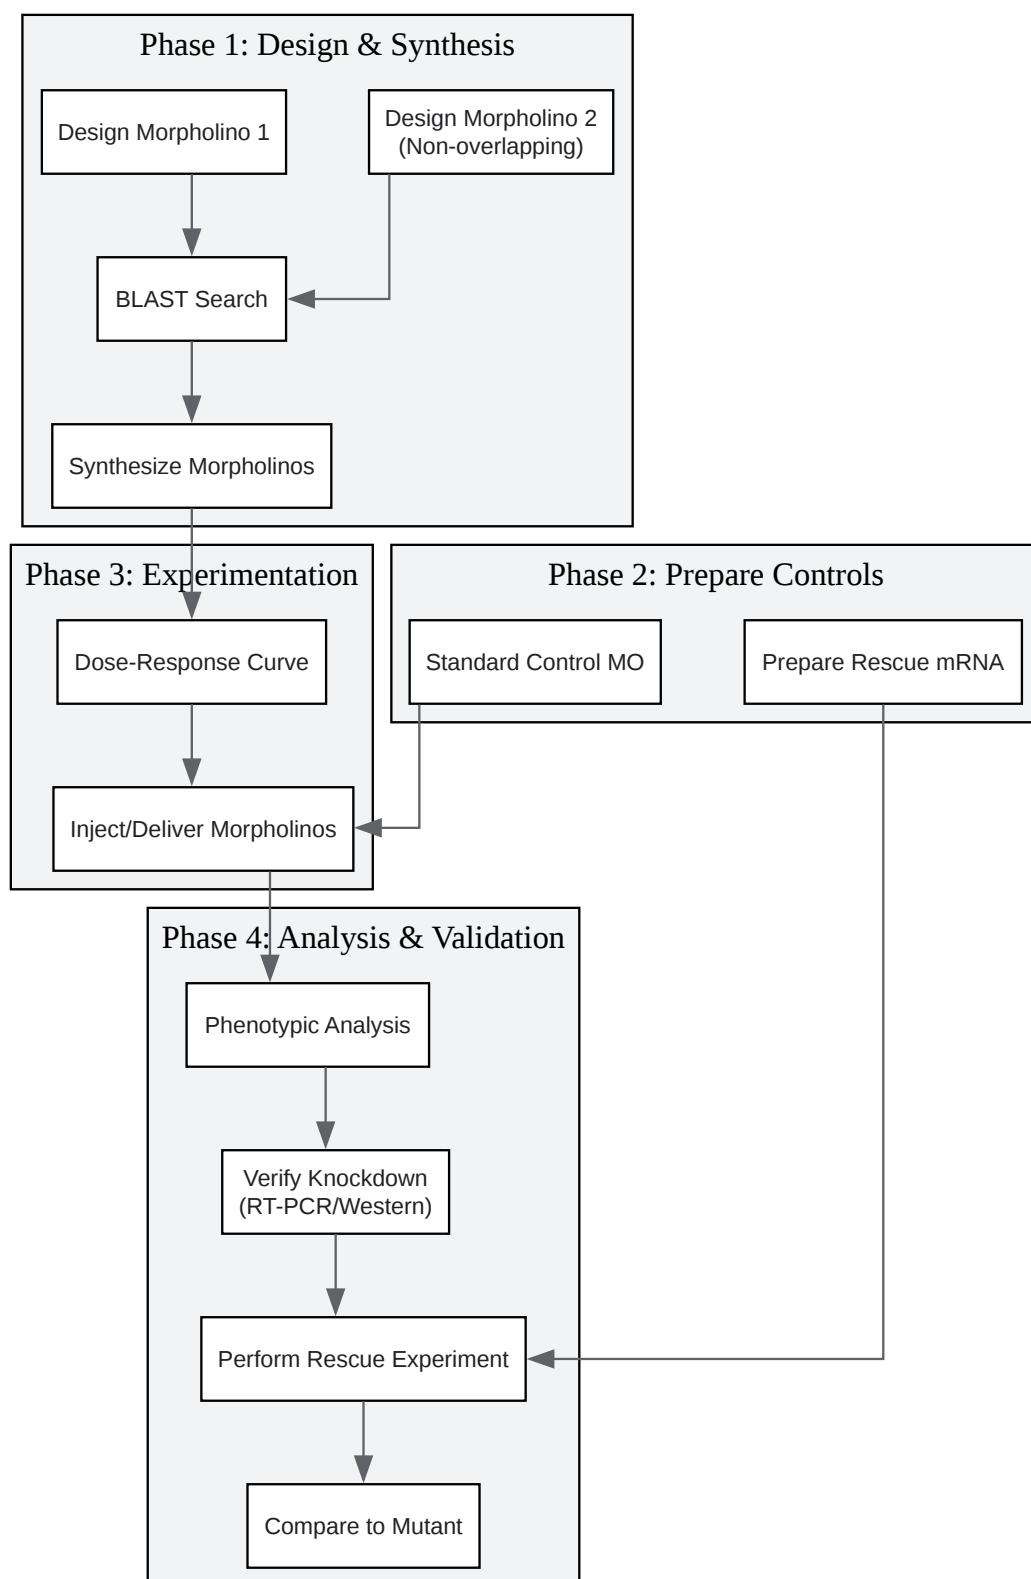 Phase 1: Design & Synthesis
Design Morpholino 1
Design Morpholino 2
(Non-overlapping)
BLAST Search
Synthesize Morpholinos
Phase 3: Experimentation
Phase 2: Prepare Controls
Dose-Response Curve
Standard Control MO
Prepare Rescue mRNA
Inject/Deliver Morpholinos
Phase 4: Analysis & Validation
Phenotypic Analysis
Verify Knockdown
(RT-PCR/Western)
Perform Rescue Experiment
Compare to Mutant